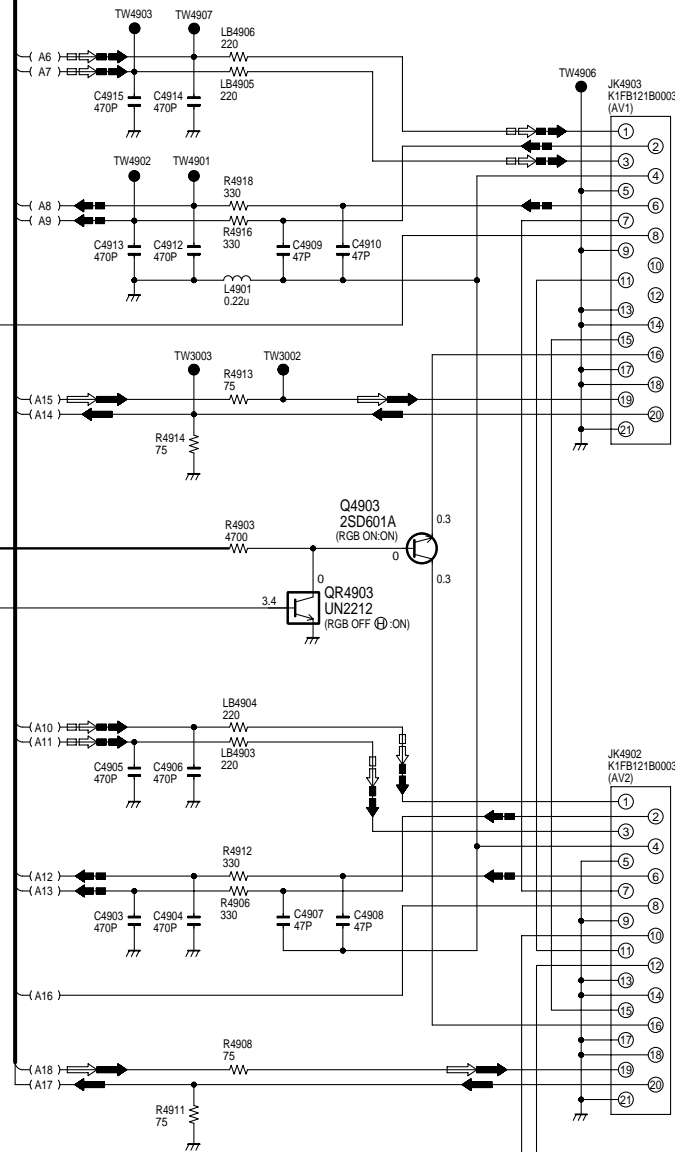 TW4903
TW4907
LB4906
220
A6
A7
LB4905
220
C4915
470P
C4914
470P
TW4906
JK4903
K1FB121B0003
(AV1)
1
2
3
4
5
6
7
8
9
10
11
12
13
14
15
16
17
18
19
20
21
TW4902
TW4901
R4918
330
A8
A9
R4916
330
C4913
470P
C4912
470P
C4909
47P
C4910
47P
L4901
0.22u
TW3003
R4913
75
TW3002
A15
A14
R4914
75
Q4903
2SD601A
(RGB ON:ON)
R4903
4700
0.3
0
0.3
0
3.4
QR4903
UN2212
(RGB OFF H :ON)
LB4904
220
A10
A11
LB4903
220
C4905
470P
C4906
470P
JK4902
K1FB121B0003
(AV2)
1
2
3
4
5
6
7
8
9
10
11
12
13
14
15
16
17
18
19
20
21
R4912
330
A12
A13
R4906
330
C4903
470P
C4904
470P
C4907
47P
C4908
47P
A16
R4908
75
A18
A17
R4911
75